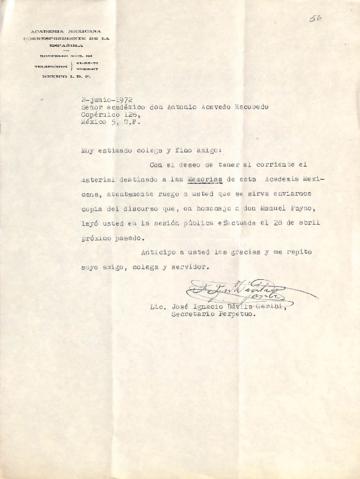 56
ACADEMIA MEXICANA
CORRESPONDIENTE DE LA
ESPAÑOLA
MEXICO 1, D. F.
2-junio-1972
Señor académico don Antonio Acevedo Escobedo
Copérnico 126,
México 5, D.F.
Muy estimado colega y fino amigo:
Con el deseo de tener al corriente el
material destinado a las Memorias de esta Academia Mexi-
cana, atentamente ruego a usted que se sirva enviarnos
copia del discurso que, en homenaje a don Manuel Payno,
leyó usted en la sesión pública efectuada el 28 de abril
próximo pasado.
Anticipo a usted las gracias y me repito
suyo amigo, colega y servidor.
Lic. José Ignacio Dávila Garibi,
Secretario Perpetuo.